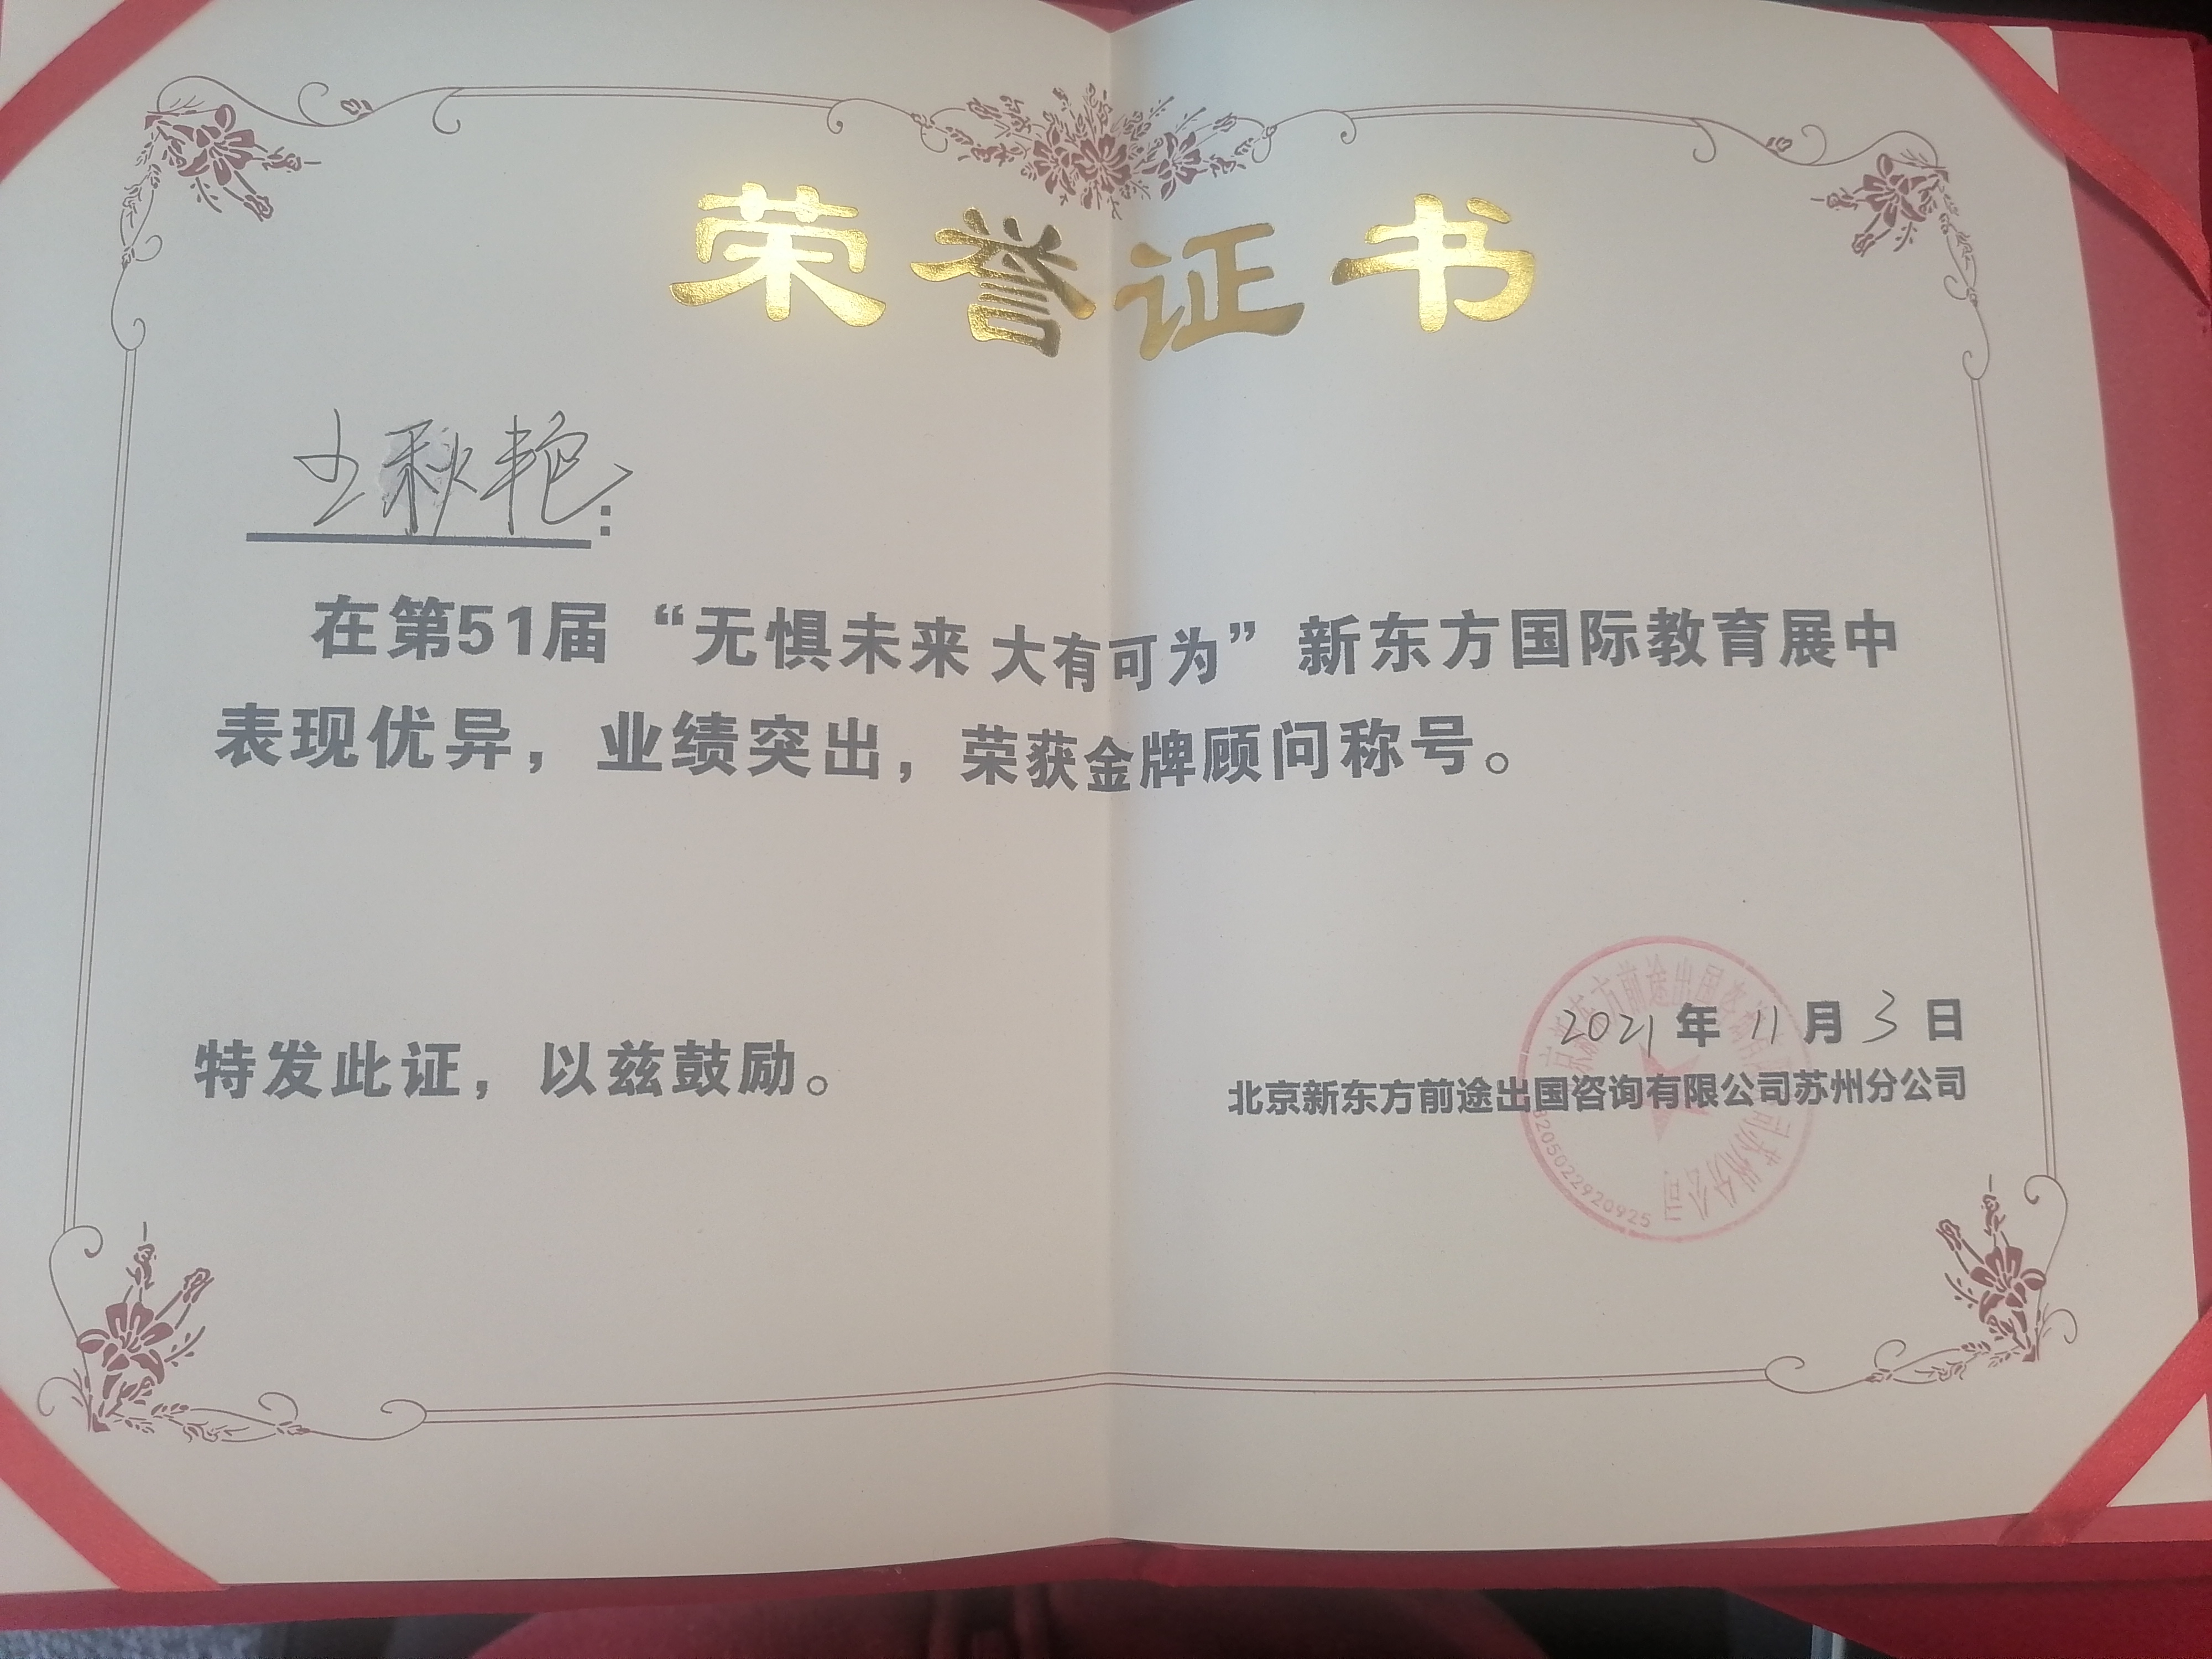 荣誉证书
秋艳:
在第51届“无惧未来 大有可为”新东方国际教育展中
表现优异，业绩突出，荣获金牌顾问称号。
特发此证，以兹鼓励。
2021年11月3日
北京新东方前途出国咨询有限公司苏州分公司
3205022920925